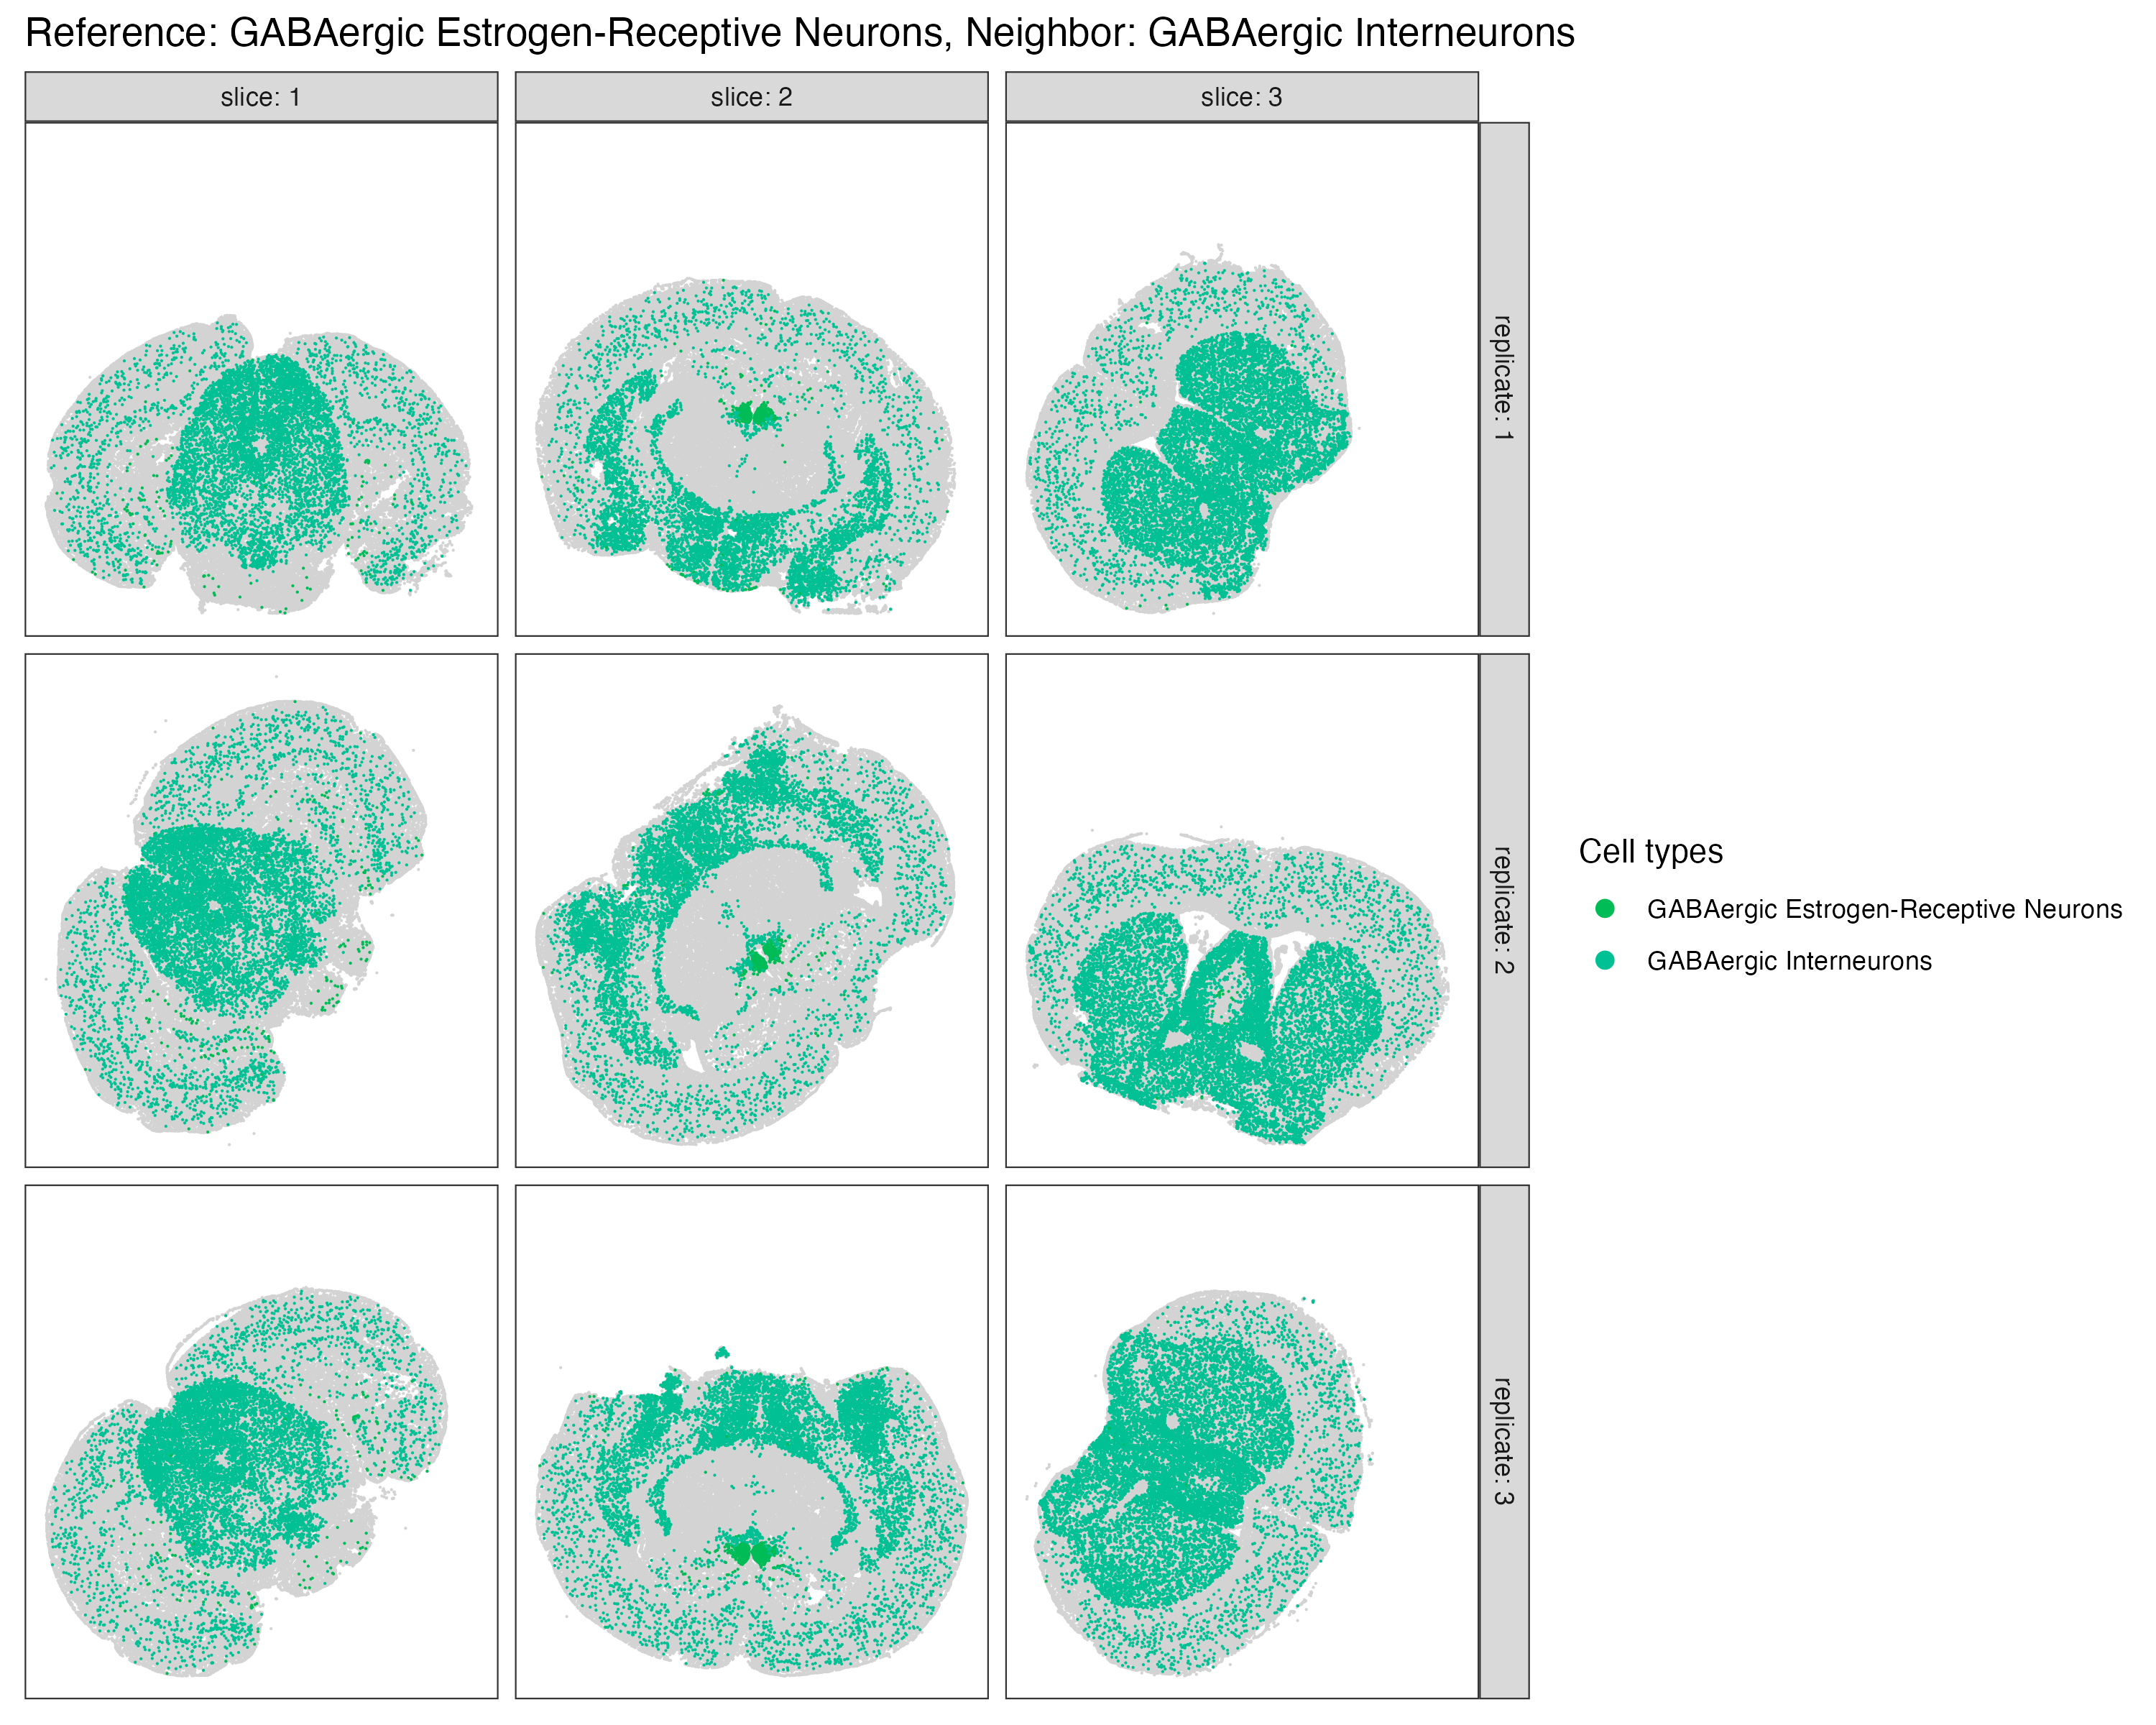 Reference: GABAergic Estrogen-Receptive Neurons, Neighbor: GABAergic Interneurons
slice: 1
slice: 2
slice: 3
replicate: 1
replicate: 2
replicate: 3
Cell types
GABAergic Estrogen-Receptive Neurons
GABAergic Interneurons